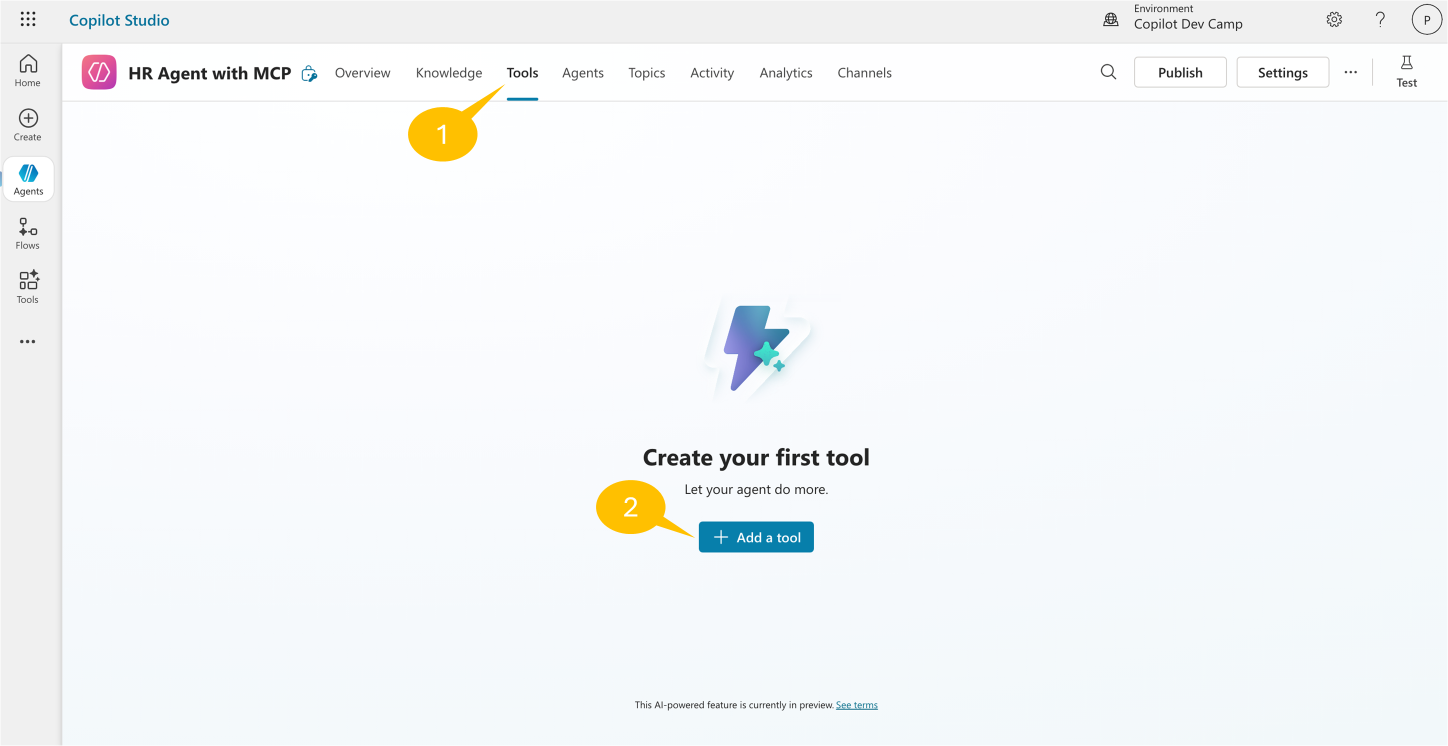 Copilot Studio
Environment
Copilot Dev Camp
?
P
Home
Create
Agents
Flows
Tools
HR Agent with MCP
Overview
Knowledge
Tools
Agents
Topics
Activity
Analytics
Channels
Publish
Settings
Test
1
Create your first tool
Let your agent do more.
2
Add a tool
This AI-powered feature is currently in preview. See terms